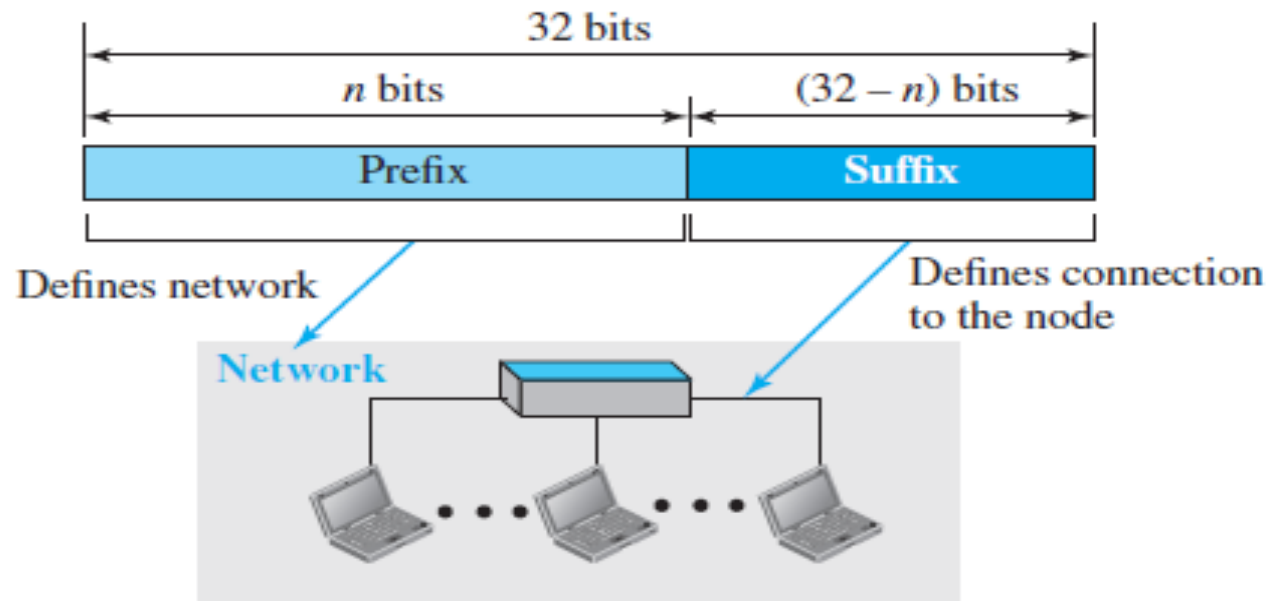 32 bits
n bits
(32 – n) bits
Prefix
Suffix
Defines network
Defines connection
to the node
Network